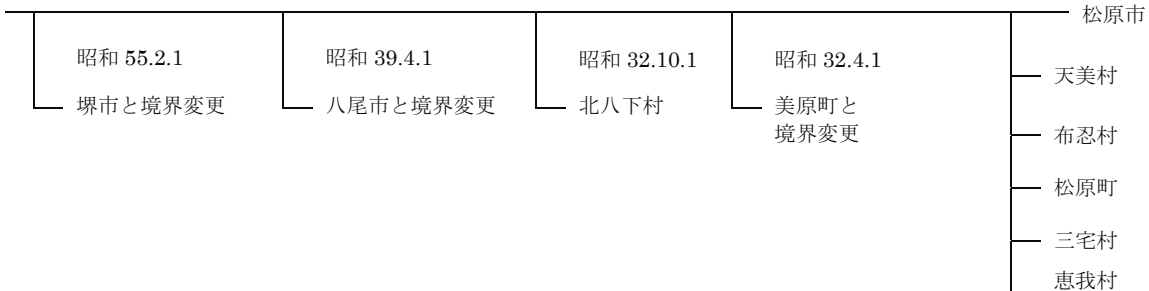 松原市
昭和 55.2.1
昭和 39.4.1
昭和 32.10.1
昭和 32.4.1
天美村
堺市と境界変更
八尾市と境界変更
北八下村
美原町と
境界変更
布忍村
松原町
三宅村
恵我村